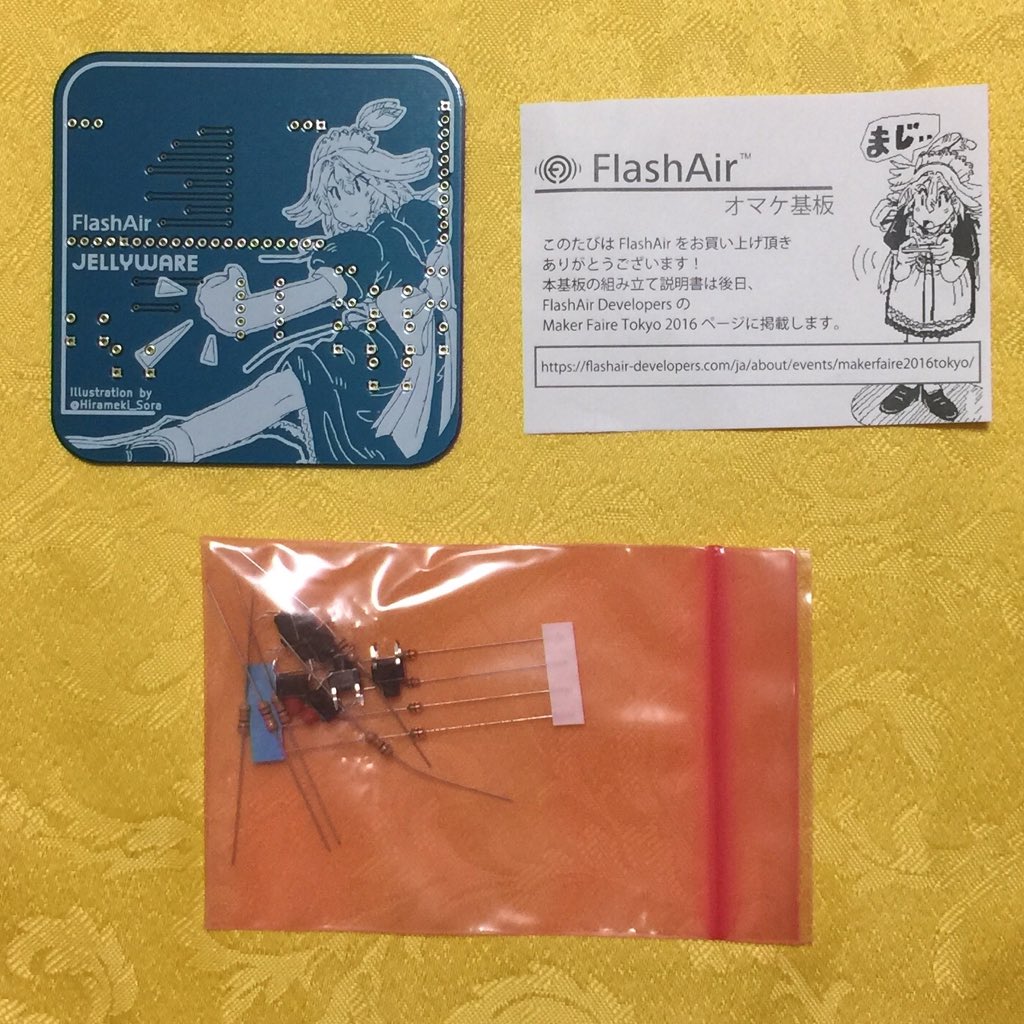 FlashAir
JELLYWARE
Illustration by
@Hirameki_Sora
FlashAir™
オマケ基板
まじ..
このたびは FlashAir をお買い上げ頂き
ありがとうございます！
本基板の組み立て説明書は後日、
FlashAir Developers の
Maker Faire Tokyo 2016 ページに掲載します。
https://flashair-developers.com/ja/about/events/makerfaire2016tokyo/